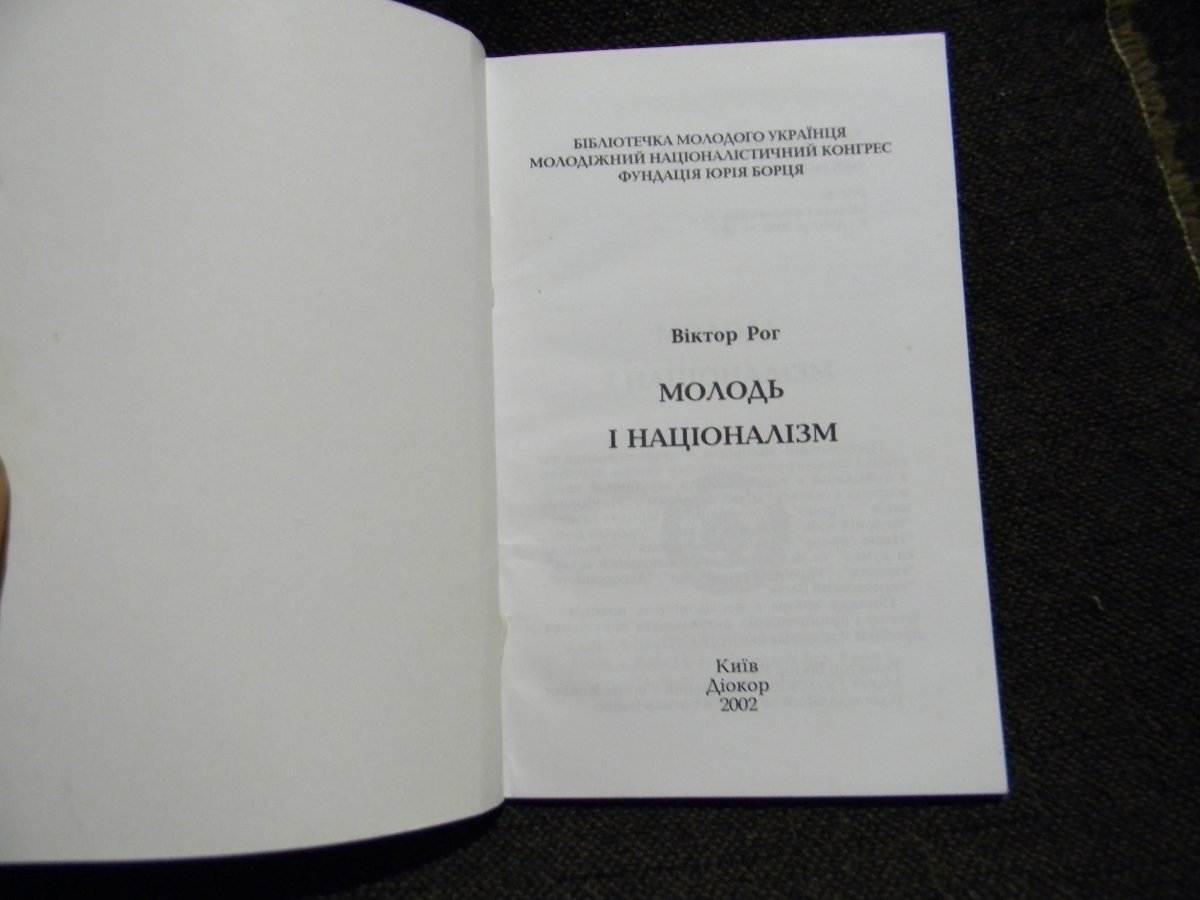 БІБЛІОТЕЧКА МОЛОДОГО УКРАЇНЦЯ
МОЛОДІЖНИЙ НАЦІОНАЛІСТИЧНИЙ КОНГРЕС
ФУНДАЦІЯ ЮРІЯ БОРЦЯ
Віктор Рог
МОЛОДЬ
І НАЦІОНАЛІЗМ
Київ
Діокор
2002